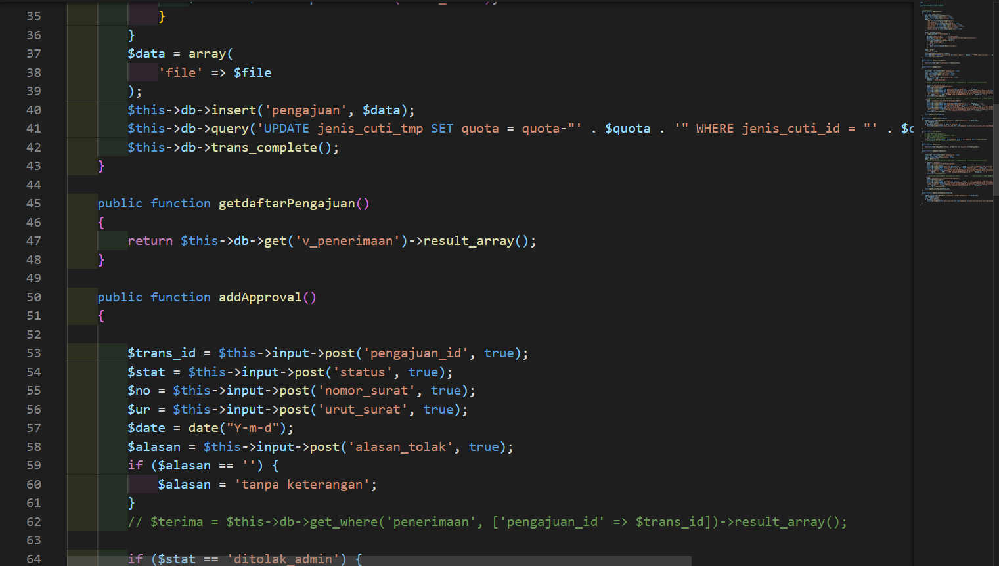 35 }
36 }
37 $data = array(
38 'file' => $file
39 );
40 $this->db->insert('pengajuan', $data);
41 $this->db->query('UPDATE jenis_cuti_tmp SET quota = quota-"' . $quota . '" WHERE jenis_cuti_id = "' . $c
42 $this->db->trans_complete();
43 }
44
45 public function getdaftarPengajuan()
46 {
47 return $this->db->get('v_penerimaan')->result_array();
48 }
49
50 public function addApproval()
51 {
52
53 $trans_id = $this->input->post('pengajuan_id', true);
54 $stat = $this->input->post('status', true);
55 $no = $this->input->post('nomor_surat', true);
56 $ur = $this->input->post('urut_surat', true);
57 $date = date("Y-m-d");
58 $alasan = $this->input->post('alasan_tolak', true);
59 if ($alasan == '') {
60 $alasan = 'tanpa keterangan';
61 }
62 // $terima = $this->db->get_where('penerimaan', ['pengajuan_id' => $trans_id])->result_array();
63
64 if ($stat == 'ditolak_admin') {